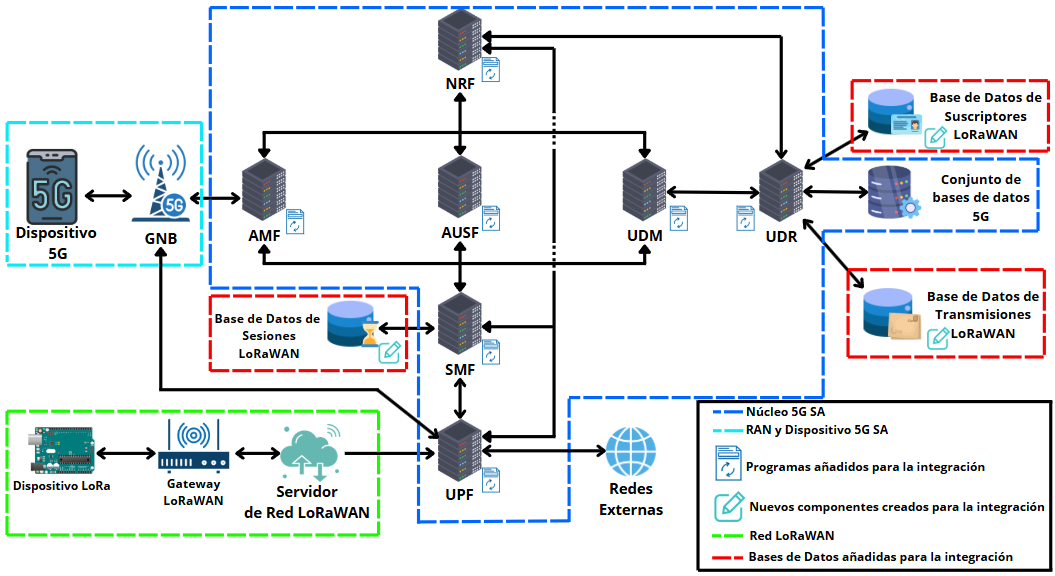 NRF
Base de Datos de
Suscriptores
LoRaWAN
5G
5G
Dispositivo
5G
GNB
AMF
AUSF
UDM
UDR
Conjunto de
bases de datos
5G
Base de Datos de
Sesiones
LoRaWAN
SMF
Base de Datos de
Transmisiones
LoRaWAN
Dispositivo LoRa
Gateway
LoRaWAN
Servidor
de Red LoRaWAN
UPF
Redes
Externas
Núcleo 5G SA
RAN y Dispositivo 5G SA
Programas añadidos para la integración
Nuevos componentes creados para la integración
Red LoRaWAN
Bases de Datos añadidas para la integración